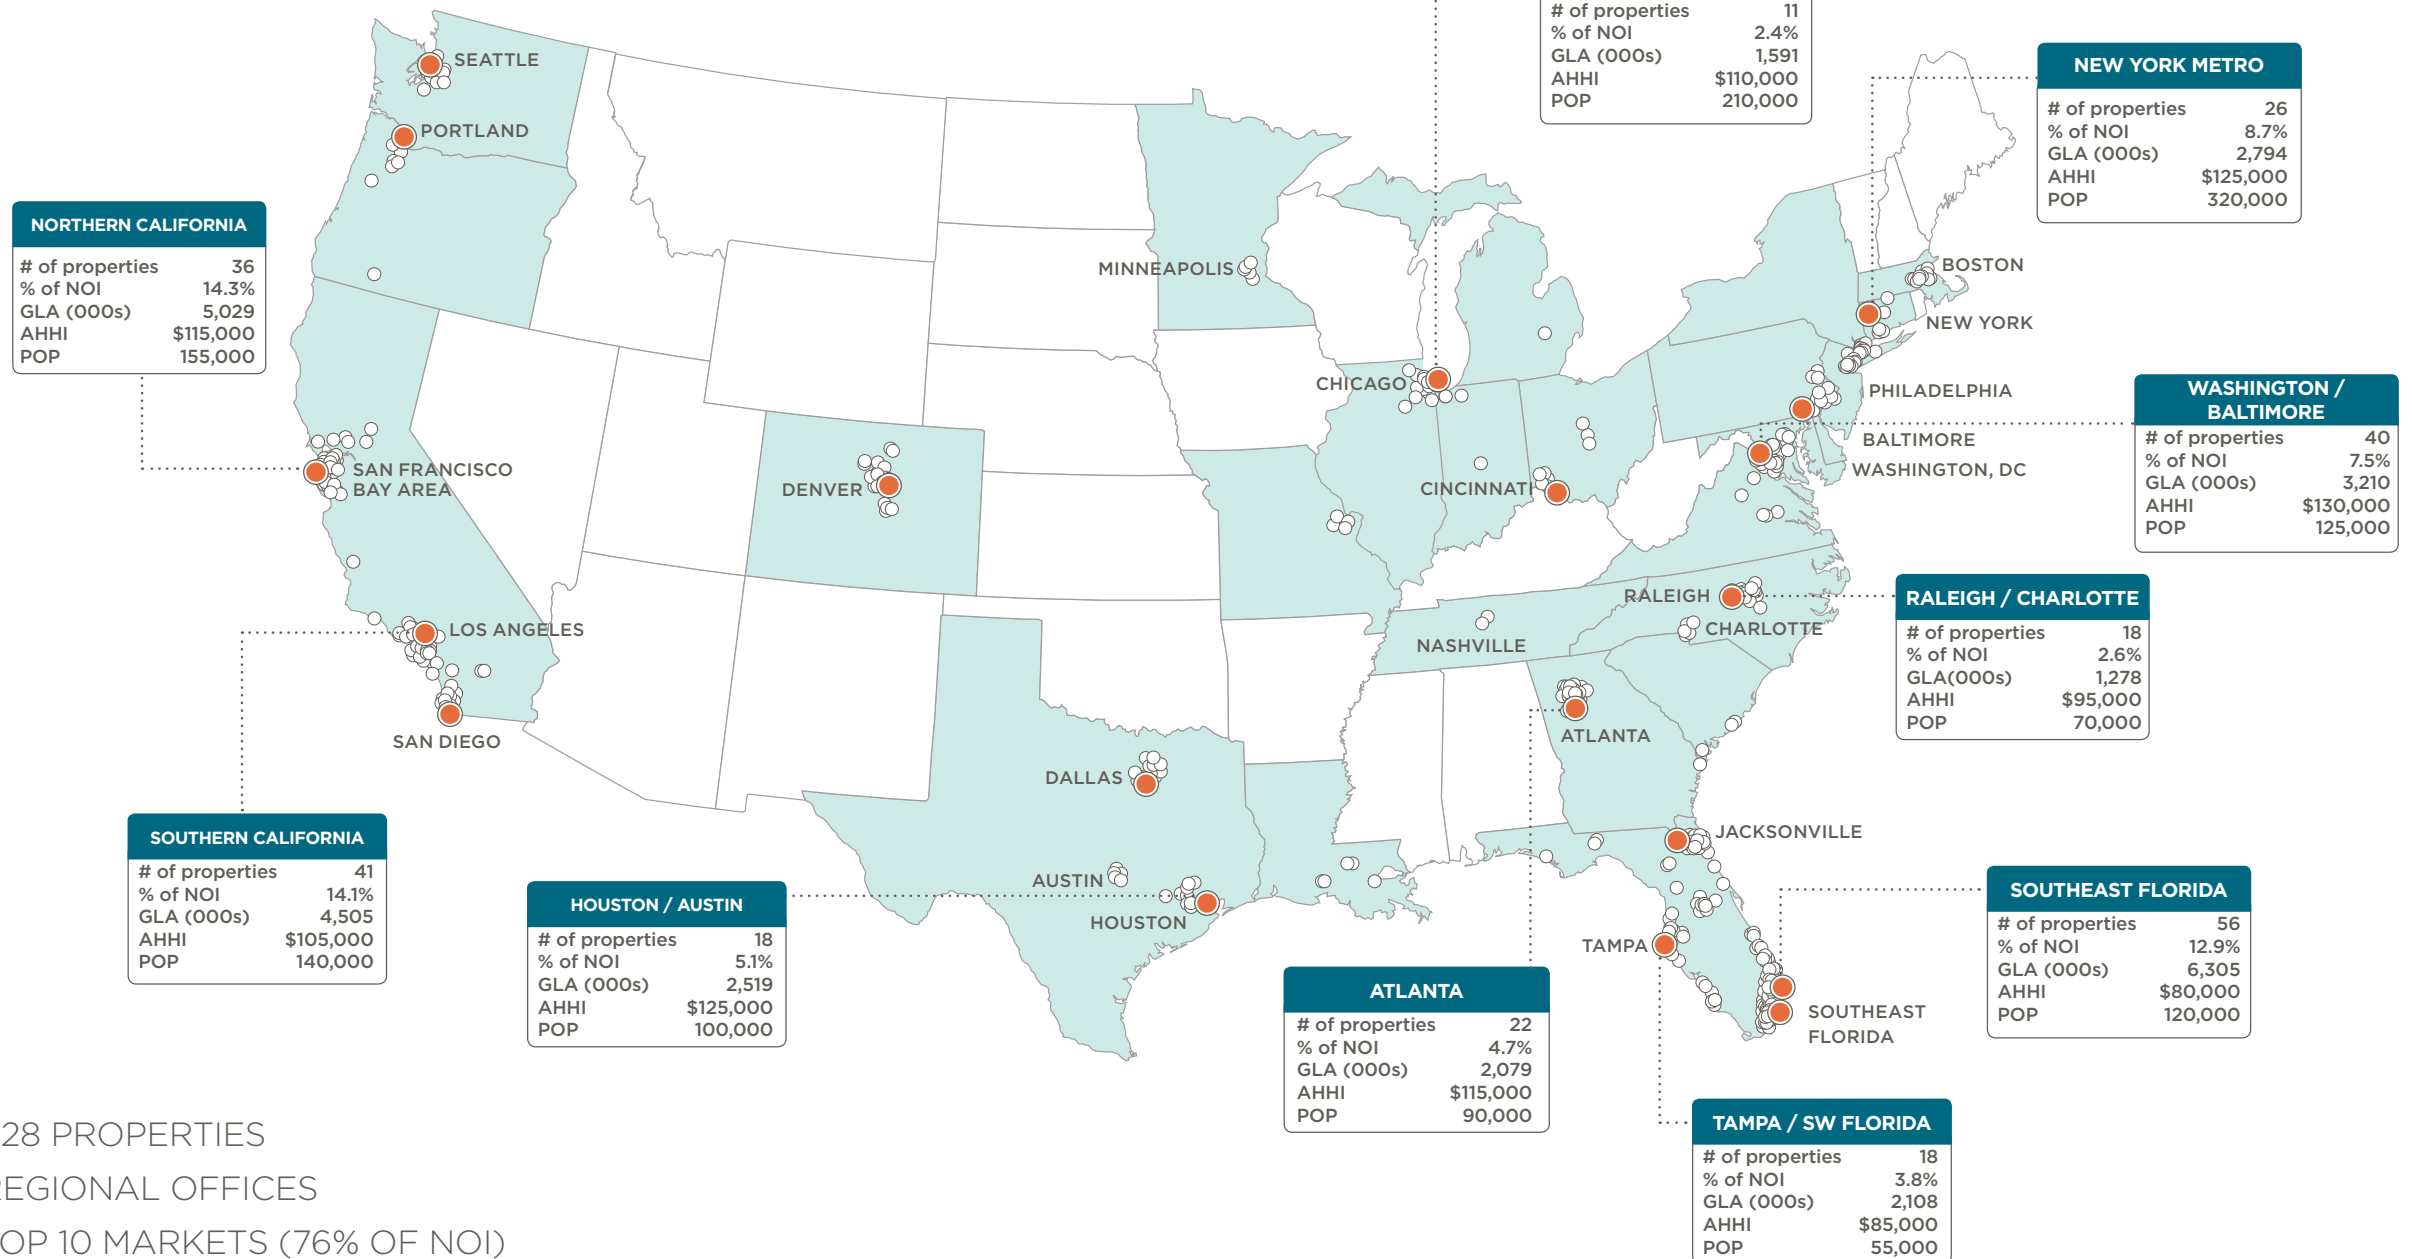 # of properties 11
% of NOI 2.4%
GLA (000s) 1,591
AHHI $110,000
POP 210,000
NEW YORK METRO
# of properties 26
% of NOI 8.7%
GLA (000s) 2,794
AHHI $125,000
POP 320,000
SEATTLE
PORTLAND
NORTHERN CALIFORNIA
# of properties 36
% of NOI 14.3%
GLA (000s) 5,029
AHHI $115,000
POP 155,000
MINNEAPOLIS
BOSTON
NEW YORK
CHICAGO
PHILADELPHIA
WASHINGTON /
BALTIMORE
# of properties 40
% of NOI 7.5%
GLA (000s) 3,210
AHHI $130,000
POP 125,000
BALTIMORE
WASHINGTON, DC
SAN FRANCISCO
BAY AREA
DENVER
CINCINNATI
RALEIGH
CHARLOTTE
NASHVILLE
RALEIGH / CHARLOTTE
# of properties 18
% of NOI 2.6%
GLA(000s) 1,278
AHHI $95,000
POP 70,000
LOS ANGELES
SAN DIEGO
ATLANTA
DALLAS
SOUTHERN CALIFORNIA
# of properties 41
% of NOI 14.1%
GLA (000s) 4,505
AHHI $105,000
POP 140,000
JACKSONVILLE
AUSTIN
HOUSTON
HOUSTON / AUSTIN
# of properties 18
% of NOI 5.1%
GLA (000s) 2,519
AHHI $125,000
POP 100,000
TAMPA
SOUTHEAST FLORIDA
# of properties 56
% of NOI 12.9%
GLA (000s) 6,305
AHHI $80,000
POP 120,000
SOUTHEAST
FLORIDA
ATLANTA
# of properties 22
% of NOI 4.7%
GLA (000s) 2,079
AHHI $115,000
POP 90,000
TAMPA / SW FLORIDA
# of properties 18
% of NOI 3.8%
GLA (000s) 2,108
AHHI $85,000
POP 55,000
28 PROPERTIES
REGIONAL OFFICES
OP 10 MARKETS (76% OF NOI)